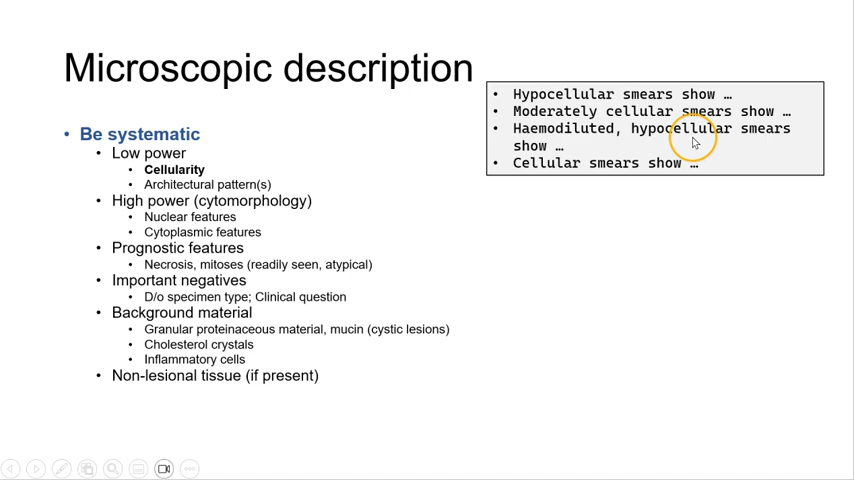 Microscopic description
• Be systematic
• Low power
• Cellularity
• Architectural pattern(s)
• High power (cytomorphology)
• Nuclear features
• Cytoplasmic features
• Prognostic features
• Necrosis, mitoses (readily seen, atypical)
• Important negatives
• D/o specimen type; Clinical question
• Background material
• Granular proteinaceous material, mucin (cystic lesions)
• Cholesterol crystals
• Inflammatory cells
• Non-lesional tissue (if present)
• Hypocellular smears show …
• Moderately cellular smears show …
• Haemodiluted, hypocellular smears
show …
• Cellular smears show …